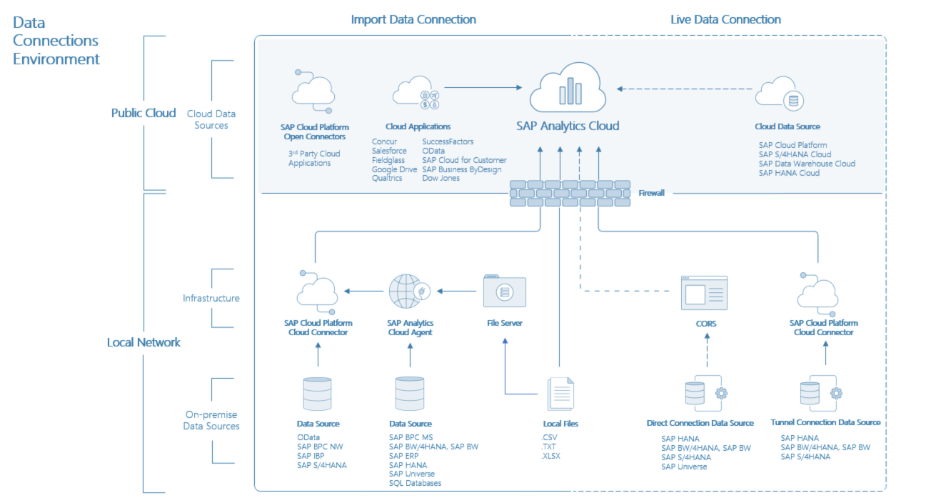 Data
Connections
Environment
Import Data Connection
Live Data Connection
Public Cloud
Cloud Data
Sources
SAP Cloud Platform
Open Connectors
3rd Party Cloud
Applications
Cloud Applications
Concur
Salesforce
Fieldglass
Google Drive
Qualtrics
SuccessFactors
OData
SAP Cloud for Customer
SAP Business ByDesign
Dow Jones
SAP Analytics Cloud
Cloud Data Source
SAP Cloud Platform
SAP S/4HANA Cloud
SAP Data Warehouse Cloud
SAP HANA Cloud
Firewall
Local Network
Infrastructure
SAP Cloud Platform
Cloud Connector
SAP Analytics
Cloud Agent
File Server
CORS
SAP Cloud Platform
Cloud Connector
On-premise
Data Sources
Data Source
OData
SAP BPC NW
SAP IBP
SAP S/4HANA
Data Source
SAP BPC MS
SAP BW/4HANA, SAP BW
SAP ERP
SAP HANA
SAP Universe
SQL Databases
Local Files
.CSV
.TXT
.XLSX
Direct Connection Data Source
SAP HANA
SAP BW/4HANA, SAP BW
SAP S/4HANA
SAP Universe
Tunnel Connection Data Source
SAP HANA
SAP BW/4HANA, SAP BW
SAP S/4HANA